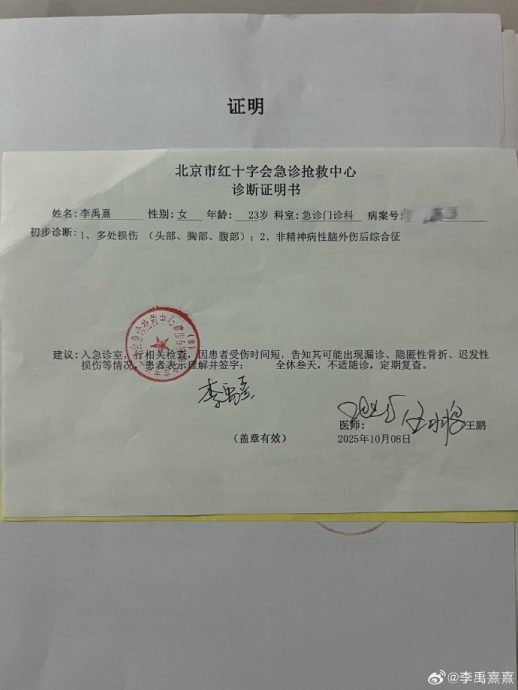 证明
北京市红十字会急诊抢救中心
诊断证明书
姓名:李禹熹 性别:女 年龄: 23岁 科室:急诊门诊科 病案号:
初步诊断:1、多处损伤 (头部、胸部、腹部);2、非精神病性脑外伤后综合征
建议:入急诊室,行相关检查,因患者受伤时间短,告知其可能出现漏诊、隐匿性骨折、迟发性
损伤等情况,患者表示理解并签字: 全休叁天,不适随诊,定期复查。
李禹熹
医师: 王鹏
(盖章有效) 2025年10月08日
@李禹熹熹